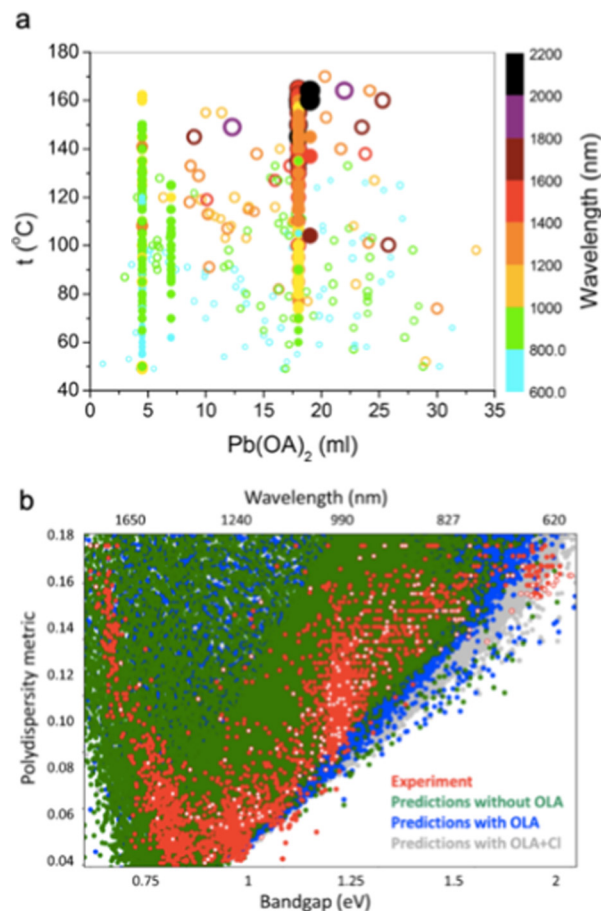 a
180
160
140
120
100
80
60
40
t (°C)
0 5 10 15 20 25 30 35
Pb(OA)2 (ml)
2200
2000
1800
1600
1400
1200
1000
800.0
600.0
Wavelength (nm)
b
Wavelength (nm)
1650 1240 990 827 620
0.18
0.16
0.14
0.12
0.10
0.08
0.06
0.04
Polydispersity metric
Experiment
Predictions without OLA
Predictions with OLA
Predictions with OLA+Cl
0.75 1 1.25 1.5 2
Bandgap (eV)